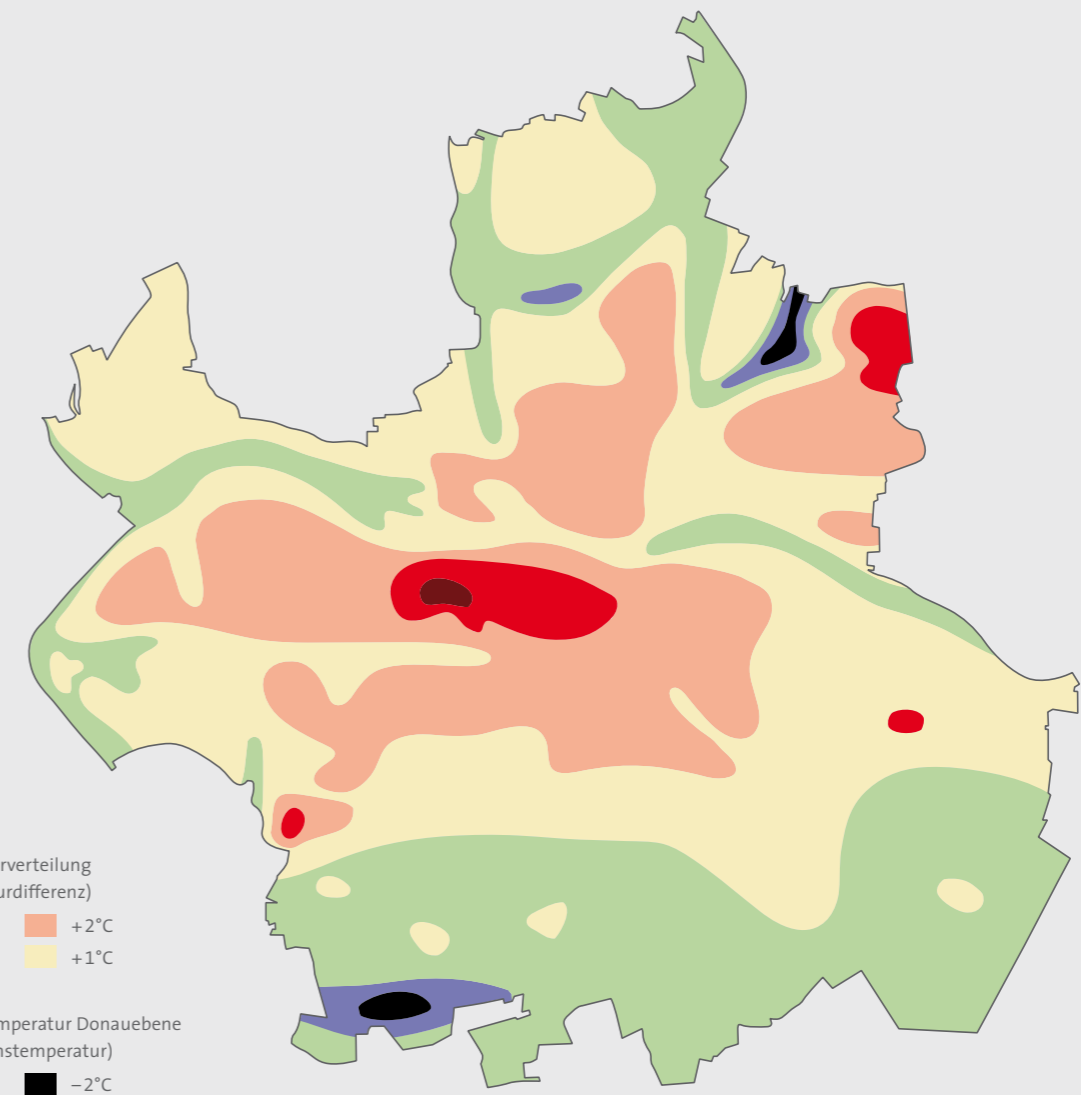 rverteilung
urdifferenz)
+2°C
+1°C
mperatur Donauebene
nstemperatur)
−2°C